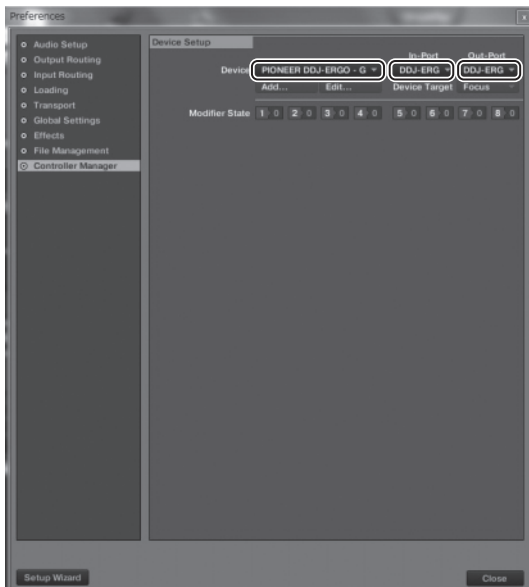 Preferences
x
Audio Setup
Output Routing
Input Routing
Loading
Transport
Global Settings
Effects
File Management
Controller Manager
Device Setup
In-Port Out-Port
Device PIONEER DDJ-ERGO - G DDJ-ERG DDJ-ERG
Add... Edit... Device Target Focus
Modifier State 1 0 2 0 3 0 4 0 5 0 6 0 7 0 8 0
Setup Wizard Close